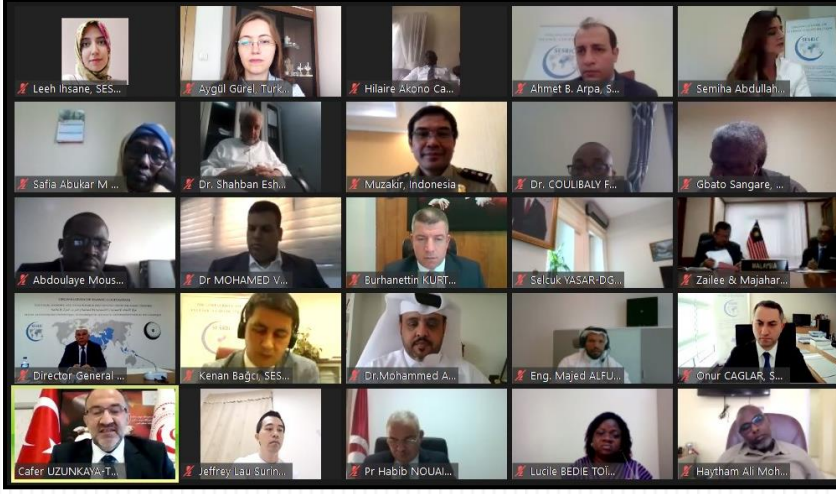 Leeh Ihsane, SES...
Aygül Gürel, Turk...
Hilaire Akono Ca...
Ahmet B. Arpa, S...
Semiha Abdullah...
Safia Abukar M ...
Dr. Shahban Esh...
Muzakir, Indonesia
Dr. COULIBALY F...
Gbato Sangare, ...
Abdoulaye Mous...
Dr MOHAMED V...
Burhanettin KURT...
Selcuk YASAR-DG...
Zailee & Majahar...
MALAYSIA
Director General ...
Kenan Bağcı, SES...
Dr.Mohammed A...
Eng. Majed ALFU...
Onur CAGLAR, S...
Cafer UZUNKAYA-T...
Jeffrey Lau Surin...
Pr Habib NOUAI...
Lucile BEDIE TOÏ...
Haytham Ali Moh...